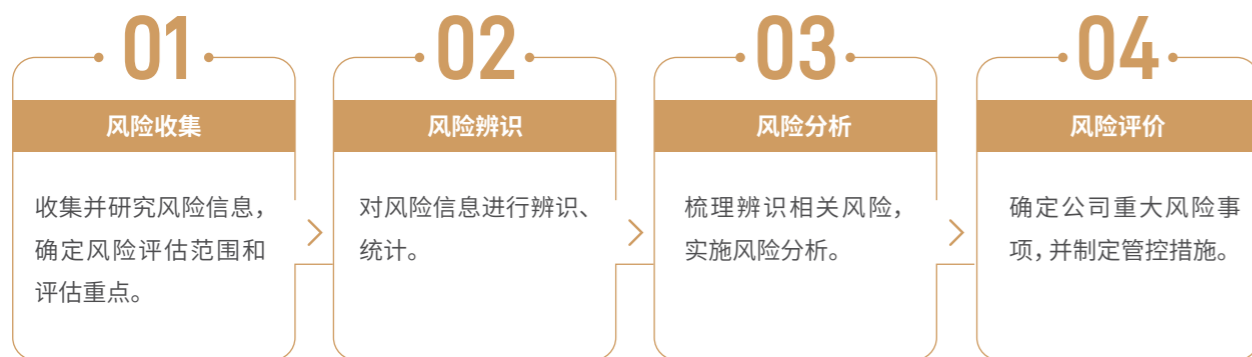 01
风险收集
收集并研究风险信息，
确定风险评估范围和
评估重点。
02
风险辨识
对风险信息进行辨识、
统计。
03
风险分析
梳理辨识相关风险，
实施风险分析。
04
风险评价
确定公司重大风险事
项，并制定管控措施。